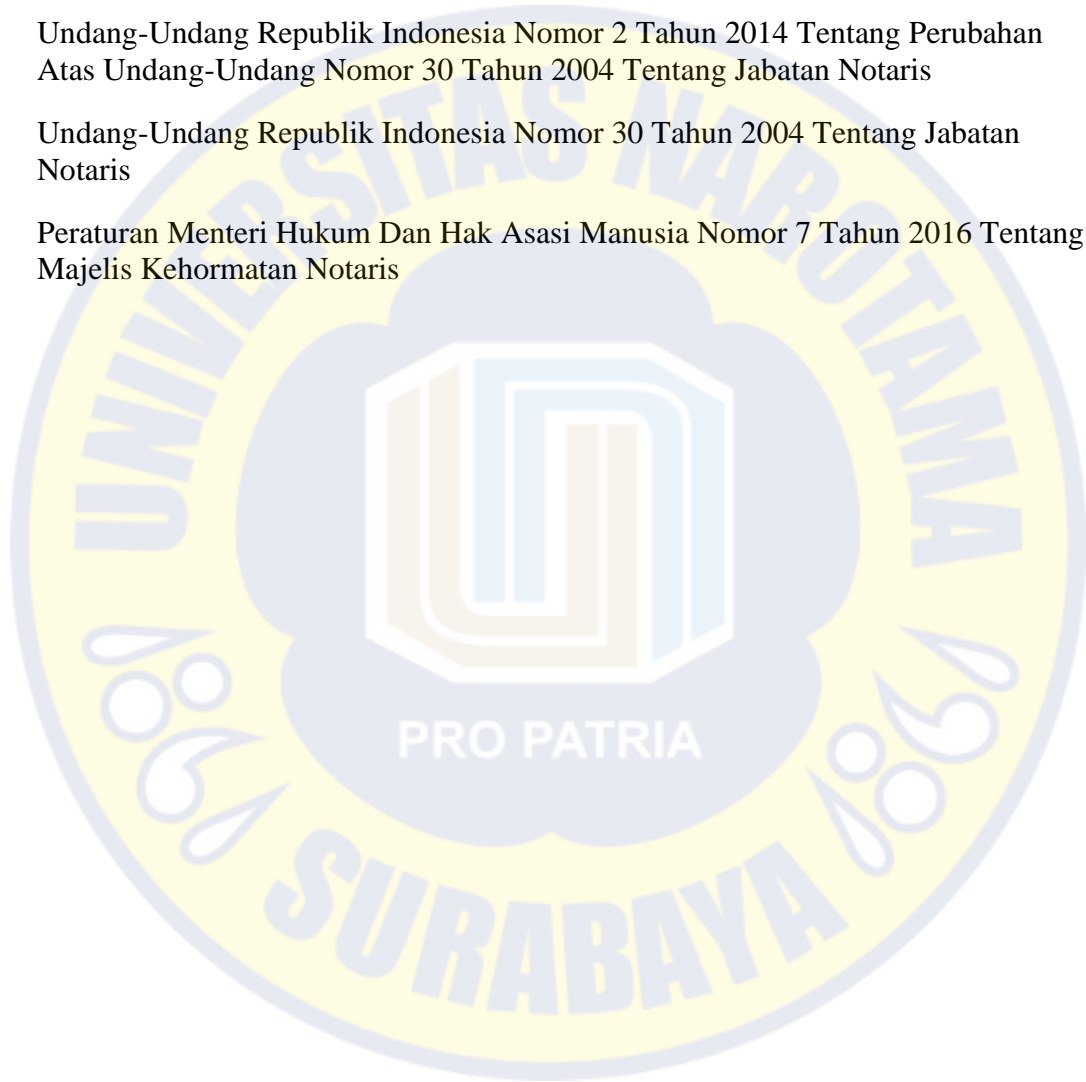 Undang-Undang Republik Indonesia Nomor 2 Tahun 2014 Tentang Perubahan
Atas Undang-Undang Nomor 30 Tahun 2004 Tentang Jabatan Notaris
Undang-Undang Republik Indonesia Nomor 30 Tahun 2004 Tentang Jabatan
Notaris
Peraturan Menteri Hukum Dan Hak Asasi Manusia Nomor 7 Tahun 2016 Tentang
Majelis Kehormatan Notaris
UNIVERSITAS NAROTAMA
PRO PATRIA
SURABAYA